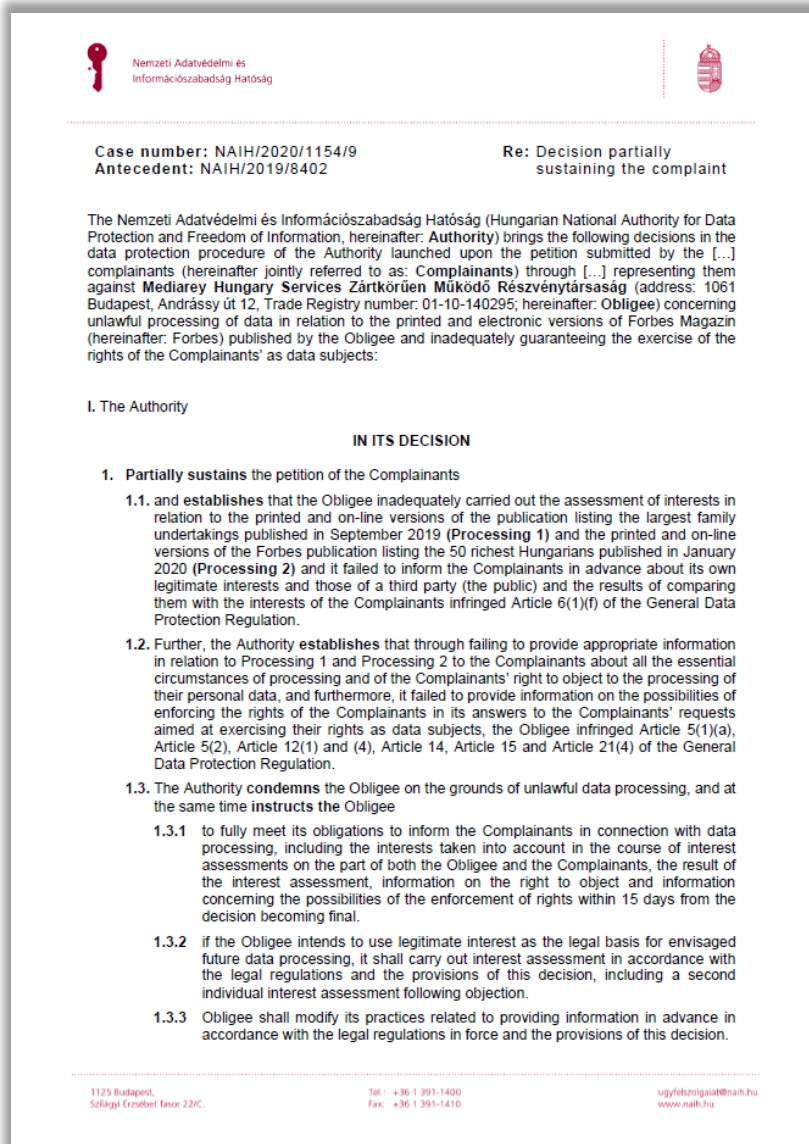 Nemzeti Adatvédelmi és
Információszabadság Hatóság
Case number: NAIH/2020/1154/9
Antecedent: NAIH/2019/8402
Re: Decision partially
sustaining the complaint
The Nemzeti Adatvédelmi és Információszabadság Hatóság (Hungarian National Authority for Data
Protection and Freedom of Information, hereinafter: Authority) brings the following decisions in the
data protection procedure of the Authority launched upon the petition submitted by the […]
complainants (hereinafter jointly referred to as: Complainants) through […] representing them
against Mediarey Hungary Services Zártkörűen Működő Részvénytársaság (address: 1061
Budapest, Andrássy út 12, Trade Registry number: 01-10-140295; hereinafter: Obligee) concerning
unlawful processing of data in relation to the printed and electronic versions of Forbes Magazin
(hereinafter: Forbes) published by the Obligee and inadequately guaranteeing the exercise of the
rights of the Complainants' as data subjects:
I. The Authority
IN ITS DECISION
1. Partially sustains the petition of the Complainants
1.1. and establishes that the Obligee inadequately carried out the assessment of interests in
relation to the printed and on-line versions of the publication listing the largest family
undertakings published in September 2019 (Processing 1) and the printed and on-line
versions of the Forbes publication listing the 50 richest Hungarians published in January
2020 (Processing 2) and it failed to inform the Complainants in advance about its own
legitimate interests and those of a third party (the public) and the results of comparing
them with the interests of the Complainants infringed Article 6(1)(f) of the General Data
Protection Regulation.
1.2. Further, the Authority establishes that through failing to provide appropriate information
in relation to Processing 1 and Processing 2 to the Complainants about all the essential
circumstances of processing and of the Complainants' right to object to the processing of
their personal data, and furthermore, it failed to provide information on the possibilities of
enforcing the rights of the Complainants in its answers to the Complainants' requests
aimed at exercising their rights as data subjects, the Obligee infringed Article 5(1)(a),
Article 5(2), Article 12(1) and (4), Article 14, Article 15 and Article 21(4) of the General
Data Protection Regulation.
1.3. The Authority condemns the Obligee on the grounds of unlawful data processing, and at
the same time instructs the Obligee
1.3.1 to fully meet its obligations to inform the Complainants in connection with data
processing, including the interests taken into account in the course of interest
assessments on the part of both the Obligee and the Complainants, the result of
the interest assessment, information on the right to object and information
concerning the possibilities of the enforcement of rights within 15 days from the
decision becoming final.
1.3.2 if the Obligee intends to use legitimate interest as the legal basis for envisaged
future data processing, it shall carry out interest assessment in accordance with
the legal regulations and the provisions of this decision, including a second
individual interest assessment following objection.
1.3.3 Obligee shall modify its practices related to providing information in advance in
accordance with the legal regulations in force and the provisions of this decision.
1125 Budapest,
Szilágyi Erzsébet fasor 22/C.
Tel.: +36 1 391-1400
Fax: +36 1 391-1410
ugyfelszolgalat@naih.hu
www.naih.hu